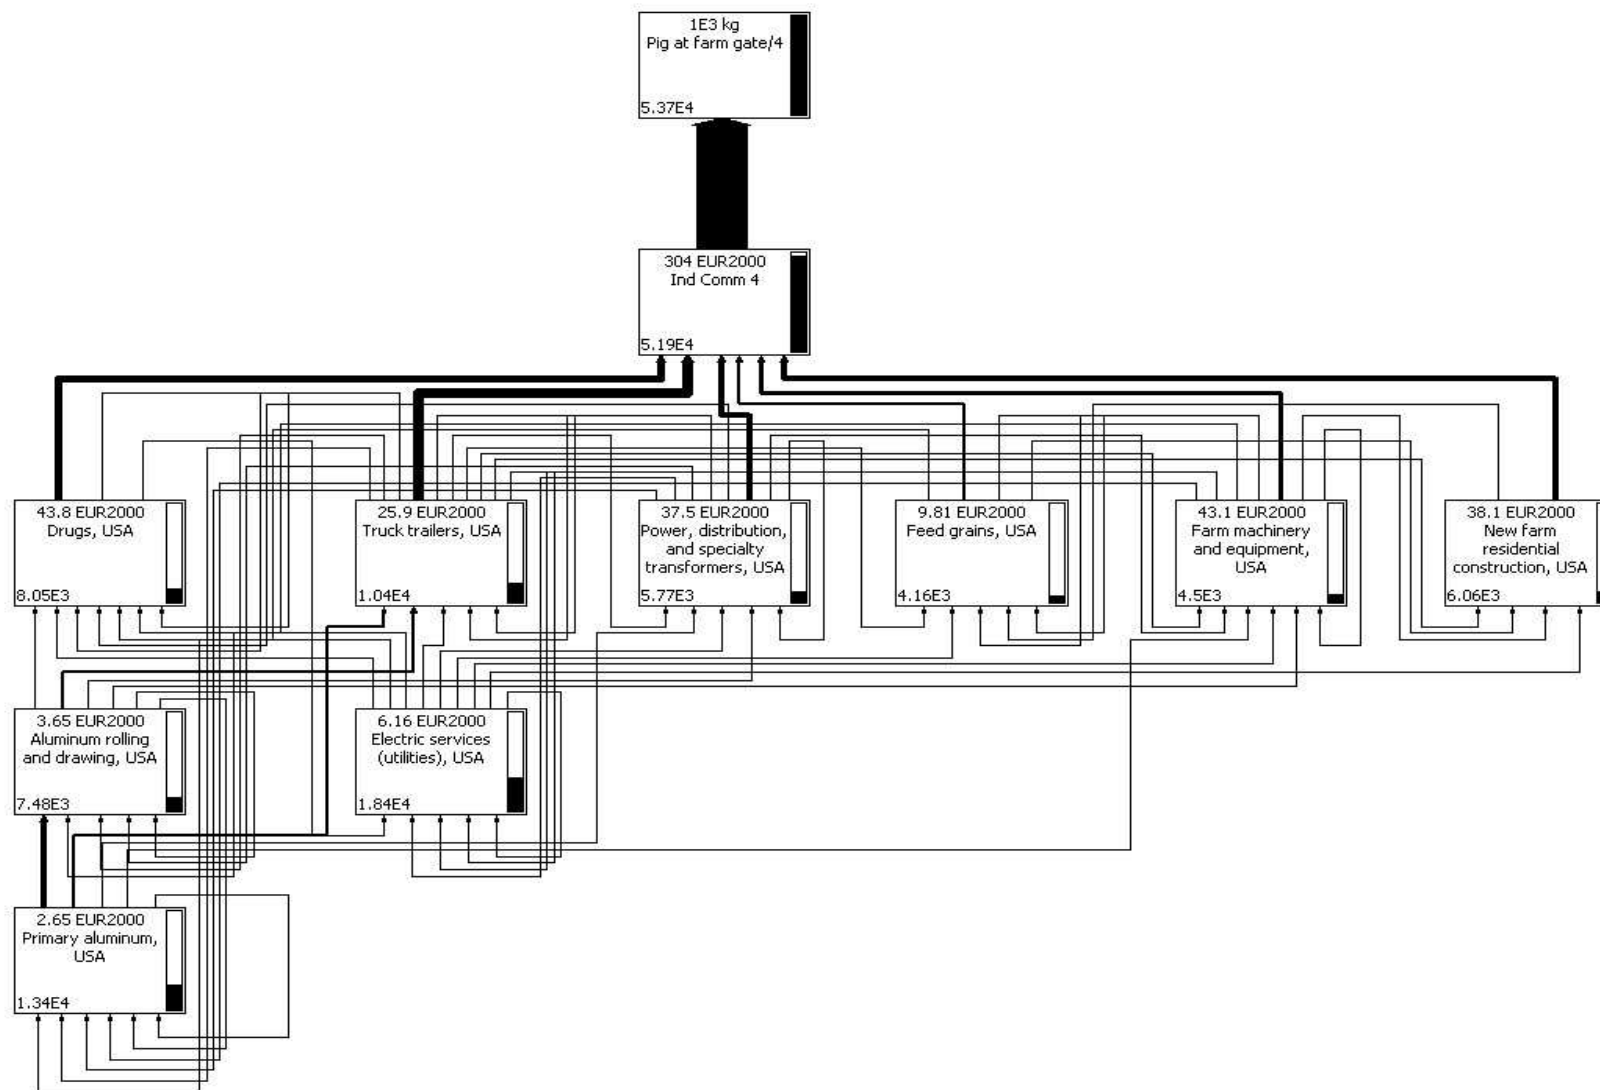 1E3 kg
Pig at farm gate/4
5.37E4
304 EUR2000
Ind Comm 4
5.19E4
43.8 EUR2000
Drugs, USA
8.05E3
25.9 EUR2000
Truck trailers, USA
1.04E4
37.5 EUR2000
Power, distribution,
and specialty
transformers, USA
5.77E3
9.81 EUR2000
Feed grains, USA
4.16E3
43.1 EUR2000
Farm machinery
and equipment,
USA
4.5E3
38.1 EUR2000
New farm
residential
construction, USA
6.06E3
3.65 EUR2000
Aluminum rolling
and drawing, USA
7.48E3
6.16 EUR2000
Electric services
(utilities), USA
1.84E4
2.65 EUR2000
Primary aluminum,
USA
1.34E4